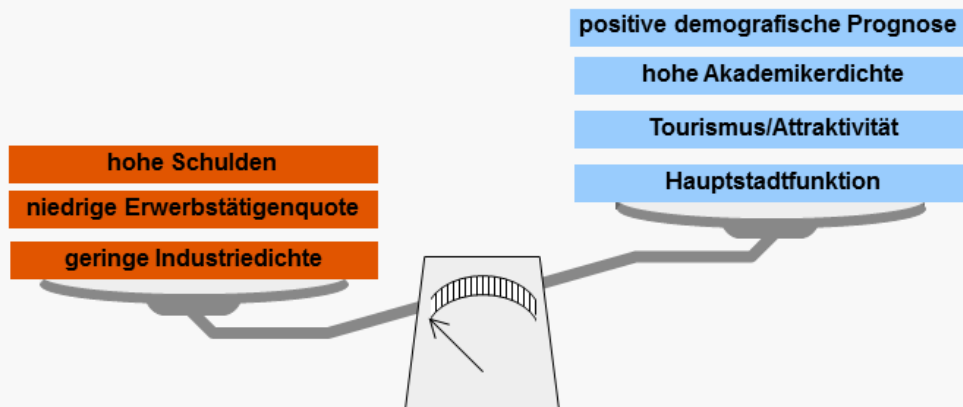 positive demografische Prognose
hohe Akademikerdichte
Tourismus/Attraktivität
Hauptstadtfunktion
hohe Schulden
niedrige Erwerbstätigenquote
geringe Industriedichte